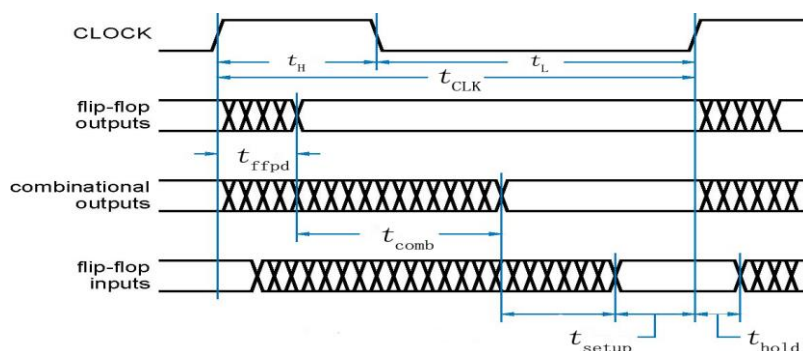 CLOCK
t_H
t_L
t_CLK
flip-flop
outputs
t_ffpd
combinational
outputs
t_comb
flip-flop
inputs
t_setup
t_hold